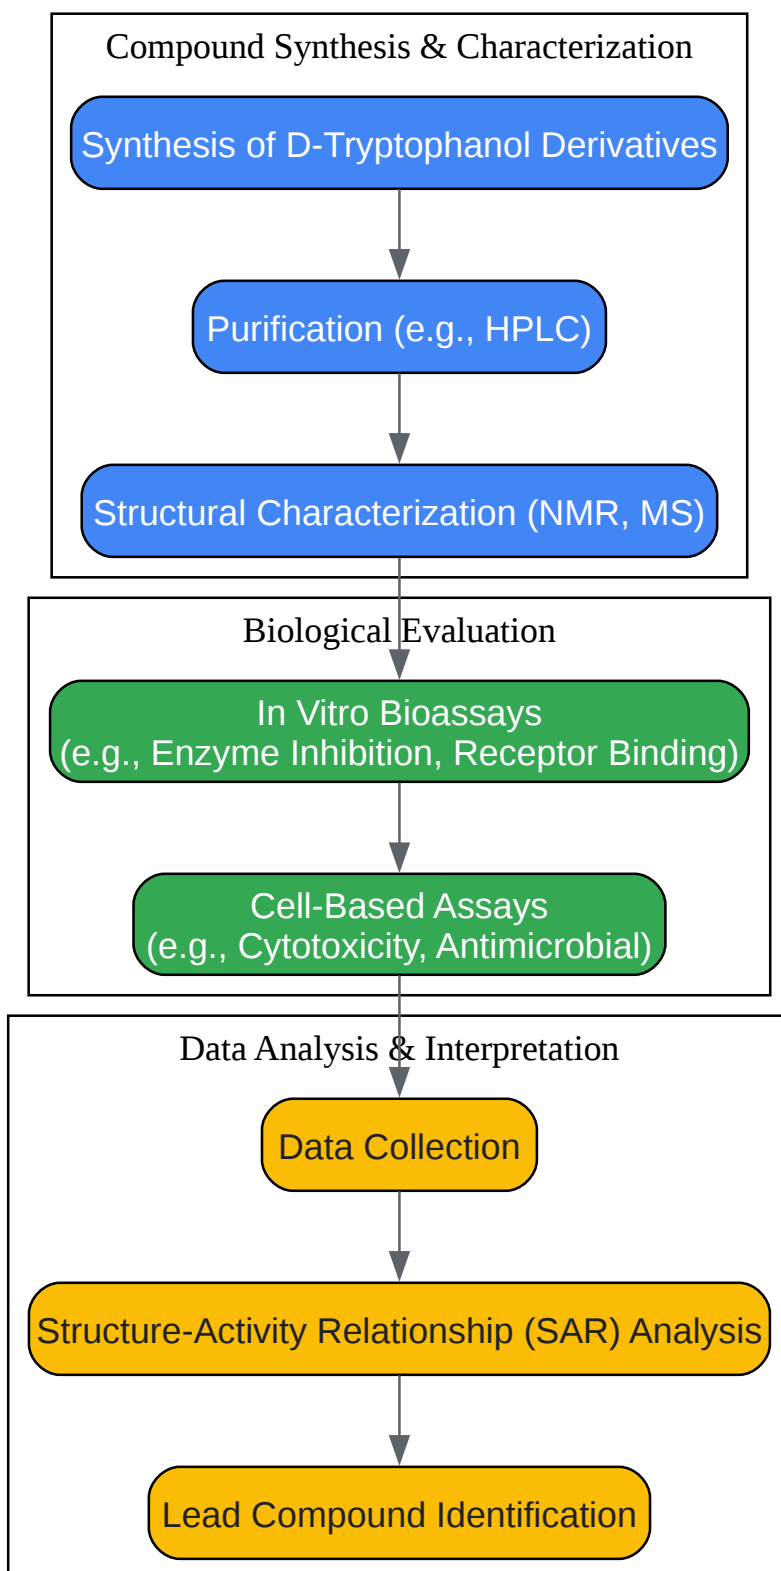 Compound Synthesis & Characterization
Synthesis of D-Tryptophanol Derivatives
Purification (e.g., HPLC)
Structural Characterization (NMR, MS)
Biological Evaluation
In Vitro Bioassays
(e.g., Enzyme Inhibition, Receptor Binding)
Cell-Based Assays
(e.g., Cytotoxicity, Antimicrobial)
Data Analysis & Interpretation
Data Collection
Structure-Activity Relationship (SAR) Analysis
Lead Compound Identification